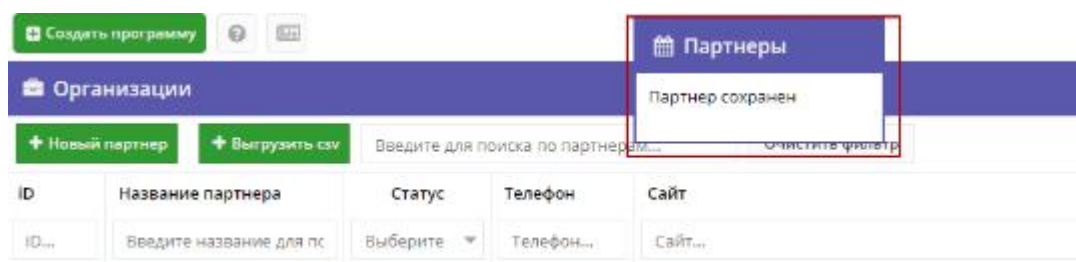 Создать программу
Партнеры
Организации
Партнер сохранен
Новый партнер
Выгрузить csv
Введите для поиска по партнерам...
Очистить фильтр
ID
Название партнера
Статус
Телефон
Сайт
ID...
Введите название для пс
Выберите
Телефон...
Сайт...